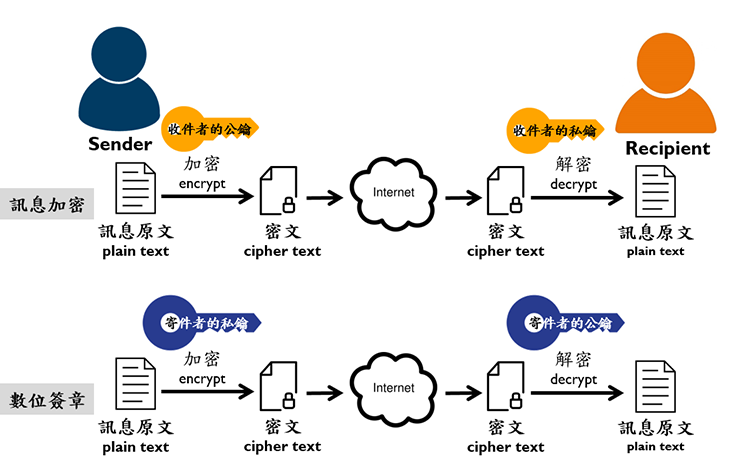 Sender
收件者的公鑰
收件者的私鑰
Recipient
訊息加密
加密
encrypt
Internet
解密
decrypt
訊息原文
plain text
密文
cipher text
密文
cipher text
訊息原文
plain text
寄件者的私鑰
寄件者的公鑰
數位簽章
加密
encrypt
Internet
解密
decrypt
訊息原文
plain text
密文
cipher text
密文
cipher text
訊息原文
plain text